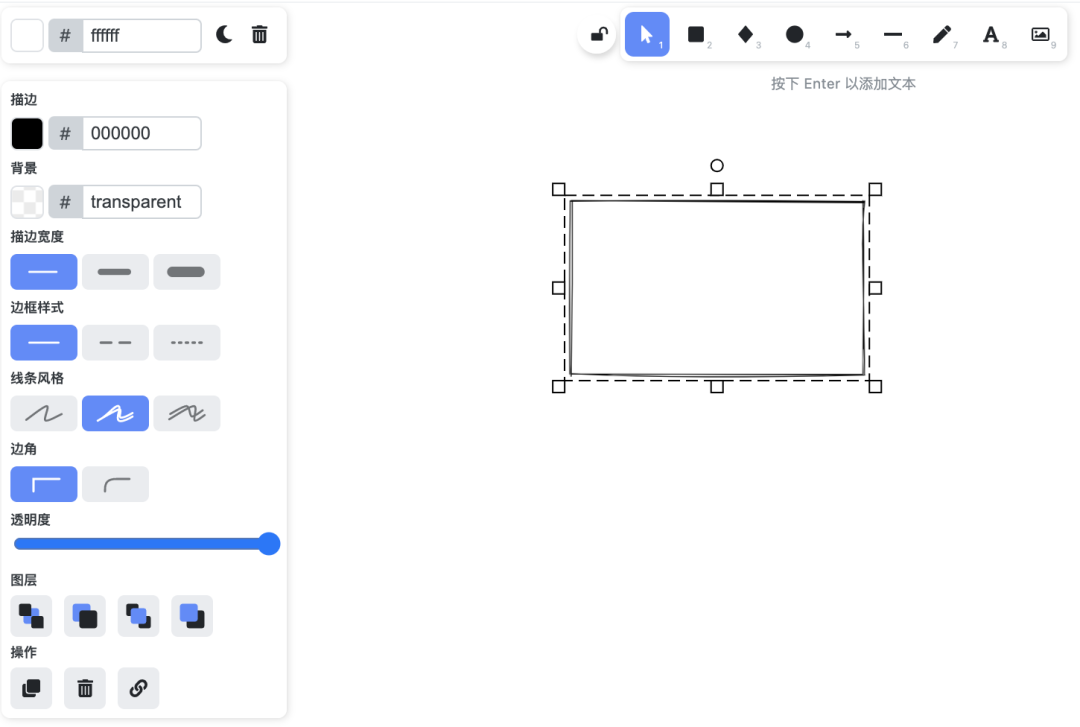 # ffffff
1 2 3 4 5 6 7 A 8 9
按下 Enter 以添加文本
描边
# 000000
背景
# transparent
描边宽度
边框样式
线条风格
边角
透明度
图层
操作